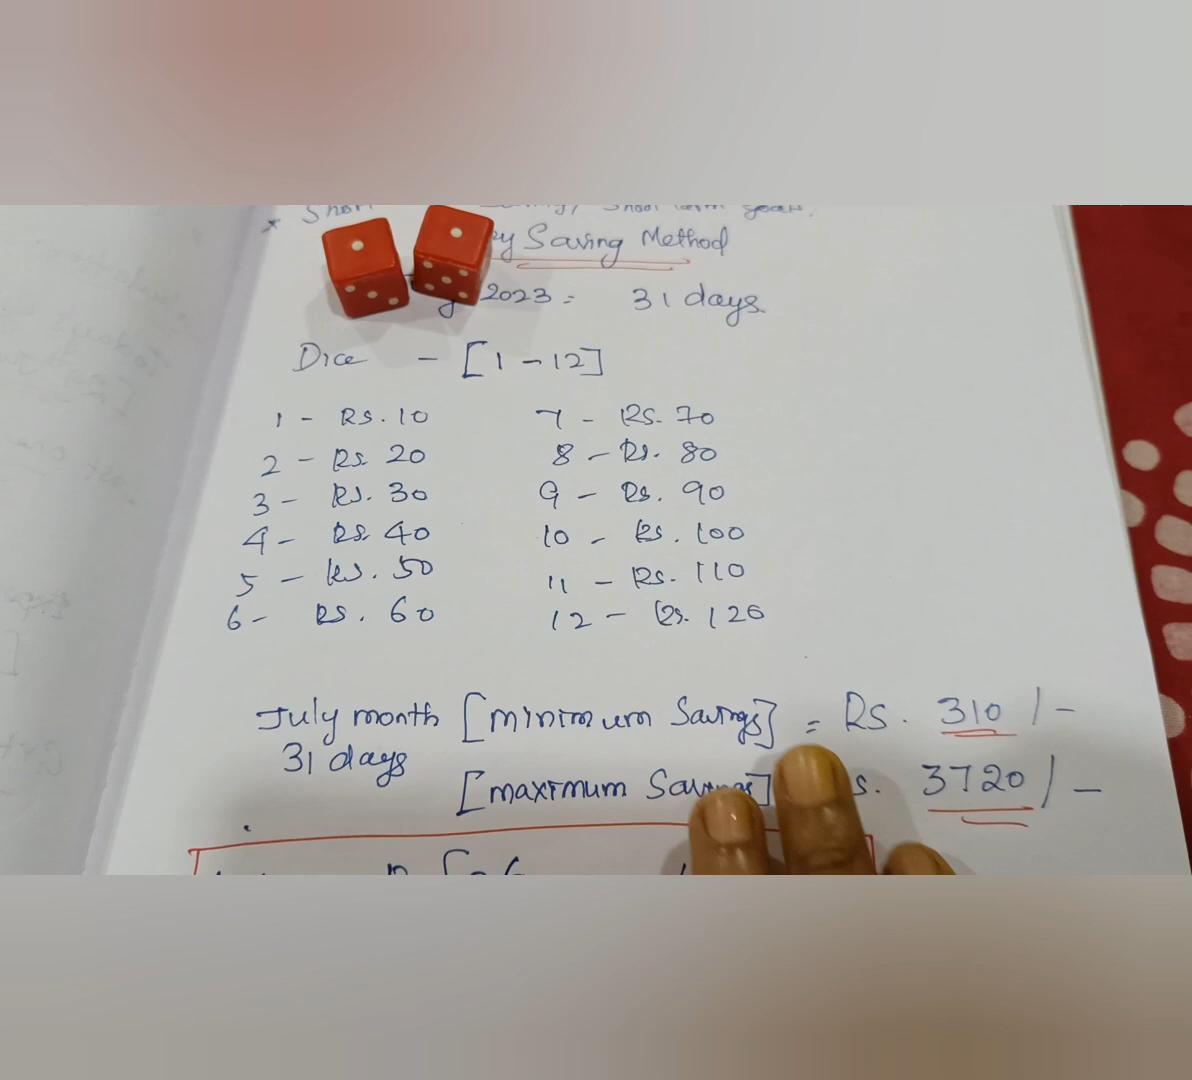 * Short
Saving Method
2023 = 31 days
Dice - [1 - 12]
1 - Rs. 10
2 - Rs. 20
3 - Rs. 30
4 - Rs. 40
5 - Rs. 50
6 - Rs. 60
7 - Rs. 70
8 - Rs. 80
9 - Rs. 90
10 - Rs. 100
11 - Rs. 110
12 - Rs. 120
July month [minimum Savings] = Rs. 310/-
31 days
[maximum Savings] s. 3720/-